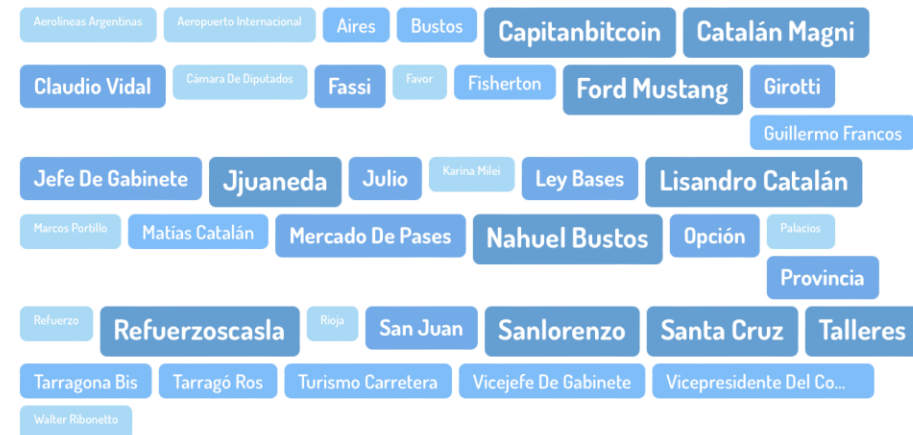 Aerolíneas Argentinas Aeropuerto Internacional Aires Bustos Capitanbitcoin Catalán Magni
Claudio Vidal Cámara De Diputados Fassi Favor Fisherton Ford Mustang Girotti
Guillermo Francos
Jefe De Gabinete Jjuaneda Julio Karina Milei Ley Bases Lisandro Catalán
Marcos Portillo Matías Catalán Mercado De Pases Nahuel Bustos Opción Palacios
Provincia
Refuerzo Refuerzoscasla Rioja San Juan Sanlorenzo Santa Cruz Talleres
Tarragona Bis Tarragó Ros Turismo Carretera Vicejefe De Gabinete Vicepresidente Del Co...
Walter Ribonetto